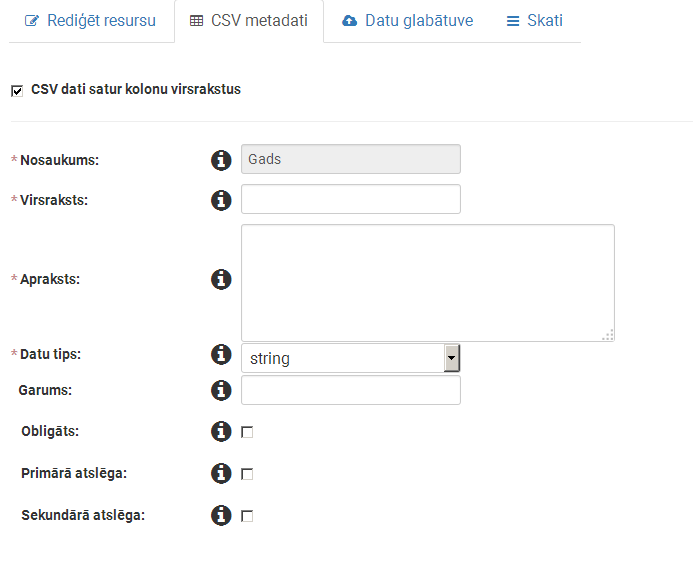 Rediģēt resursu CSV metadati Datu glabātuve Skati
CSV dati satur kolonu virsrakstus
* Nosaukums: Gads
* Virsraksts:
* Apraksts:
* Datu tips: string
Garums:
Obligāts:
Primārā atslēga:
Sekundārā atslēga: